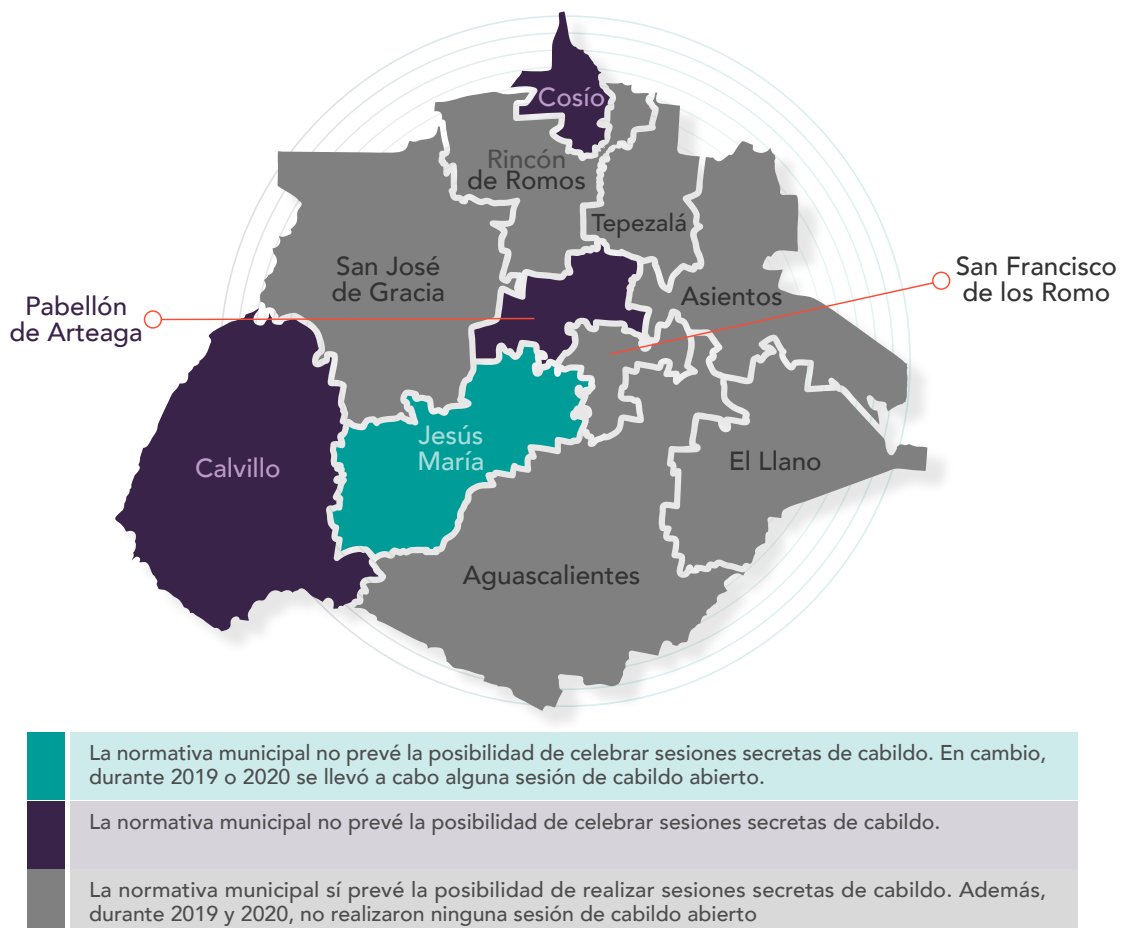 Cosío
Rincón
de Romos
Tepezalá
San José
de Gracia
Asientos
San Francisco
de los Romo
Pabellón
de Arteaga
Jesús
María
Calvillo
El Llano
Aguascalientes
La normativa municipal no prevé la posibilidad de celebrar sesiones secretas de cabildo. En cambio,
durante 2019 o 2020 se llevó a cabo alguna sesión de cabildo abierto.
La normativa municipal no prevé la posibilidad de celebrar sesiones secretas de cabildo.
La normativa municipal sí prevé la posibilidad de realizar sesiones secretas de cabildo. Además,
durante 2019 y 2020, no realizaron ninguna sesión de cabildo abierto